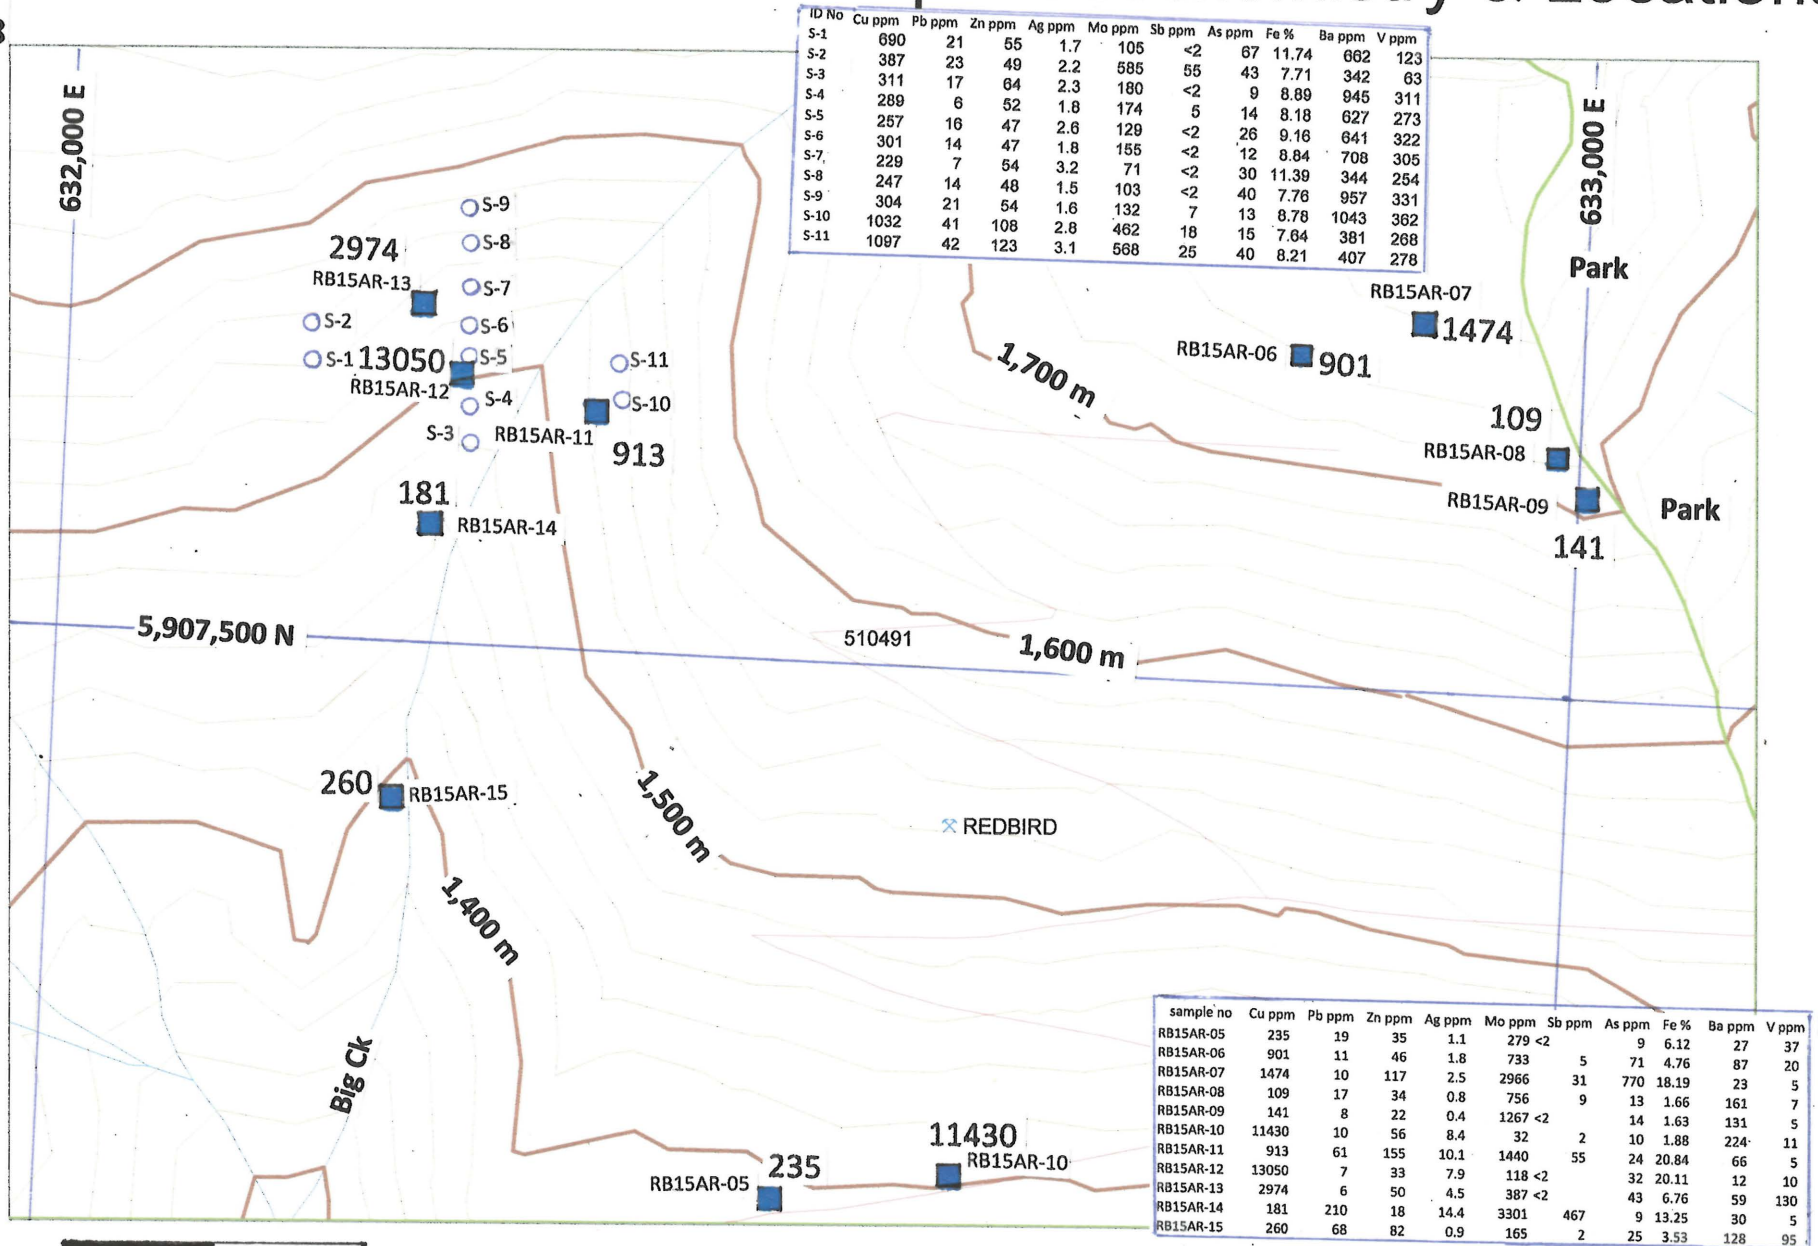 ID No Cu ppm Pb ppm Zn ppm Ag ppm Mo ppm Sb ppm As ppm Fe % Ba ppm V ppm
S-1 690 21 55 1.7 105 <2 67 11.74 662 123
S-2 387 23 49 2.2 585 55 43 7.71 342 63
S-3 311 17 64 2.3 180 <2 9 8.89 945 311
S-4 289 6 52 1.8 174 5 14 8.18 627 273
S-5 257 16 47 2.6 129 <2 26 9.16 641 322
S-6 301 14 47 1.8 155 <2 12 8.84 708 305
S-7 229 7 54 3.2 71 <2 30 11.39 344 254
S-8 247 14 48 1.5 103 <2 40 7.76 957 331
S-9 304 21 54 1.6 132 7 13 8.78 1043 362
S-10 1032 41 108 2.8 462 18 15 7.64 381 268
S-11 1097 42 123 3.1 568 25 40 8.21 407 278
632,000 E
633,000 E
S-9
S-8
2974
RB15AR-13
S-7
S-2
S-6
S-1
13050
S-5
RB15AR-12
S-4
S-3
S-11
S-10
RB15AR-11
913
181
RB15AR-14
Park
RB15AR-07
1474
RB15AR-06
901
1,700 m
109
RB15AR-08
RB15AR-09
141
Park
5,907,500 N
510491
1,600 m
260
RB15AR-15
1,500 m
REDBIRD
1,400 m
Big Ck
11430
RB15AR-10
235
RB15AR-05
sample no Cu ppm Pb ppm Zn ppm Ag ppm Mo ppm Sb ppm As ppm Fe % Ba ppm V ppm
RB15AR-05 235 19 35 1.1 279 <2 9 6.12 27 37
RB15AR-06 901 11 46 1.8 733 5 71 4.76 87 20
RB15AR-07 1474 10 117 2.5 2966 31 770 18.19 23 5
RB15AR-08 109 17 34 0.8 756 9 13 1.66 161 7
RB15AR-09 141 8 22 0.4 1267 <2 14 1.63 131 5
RB15AR-10 11430 10 56 8.4 32 2 10 1.88 224 11
RB15AR-11 913 61 155 10.1 1440 55 24 20.84 66 5
RB15AR-12 13050 7 33 7.9 118 <2 32 20.11 12 10
RB15AR-13 2974 6 50 4.5 387 <2 43 6.76 59 130
RB15AR-14 181 210 18 14.4 3301 467 9 13.25 30 5
RB15AR-15 260 68 82 0.9 165 2 25 3.53 128 95